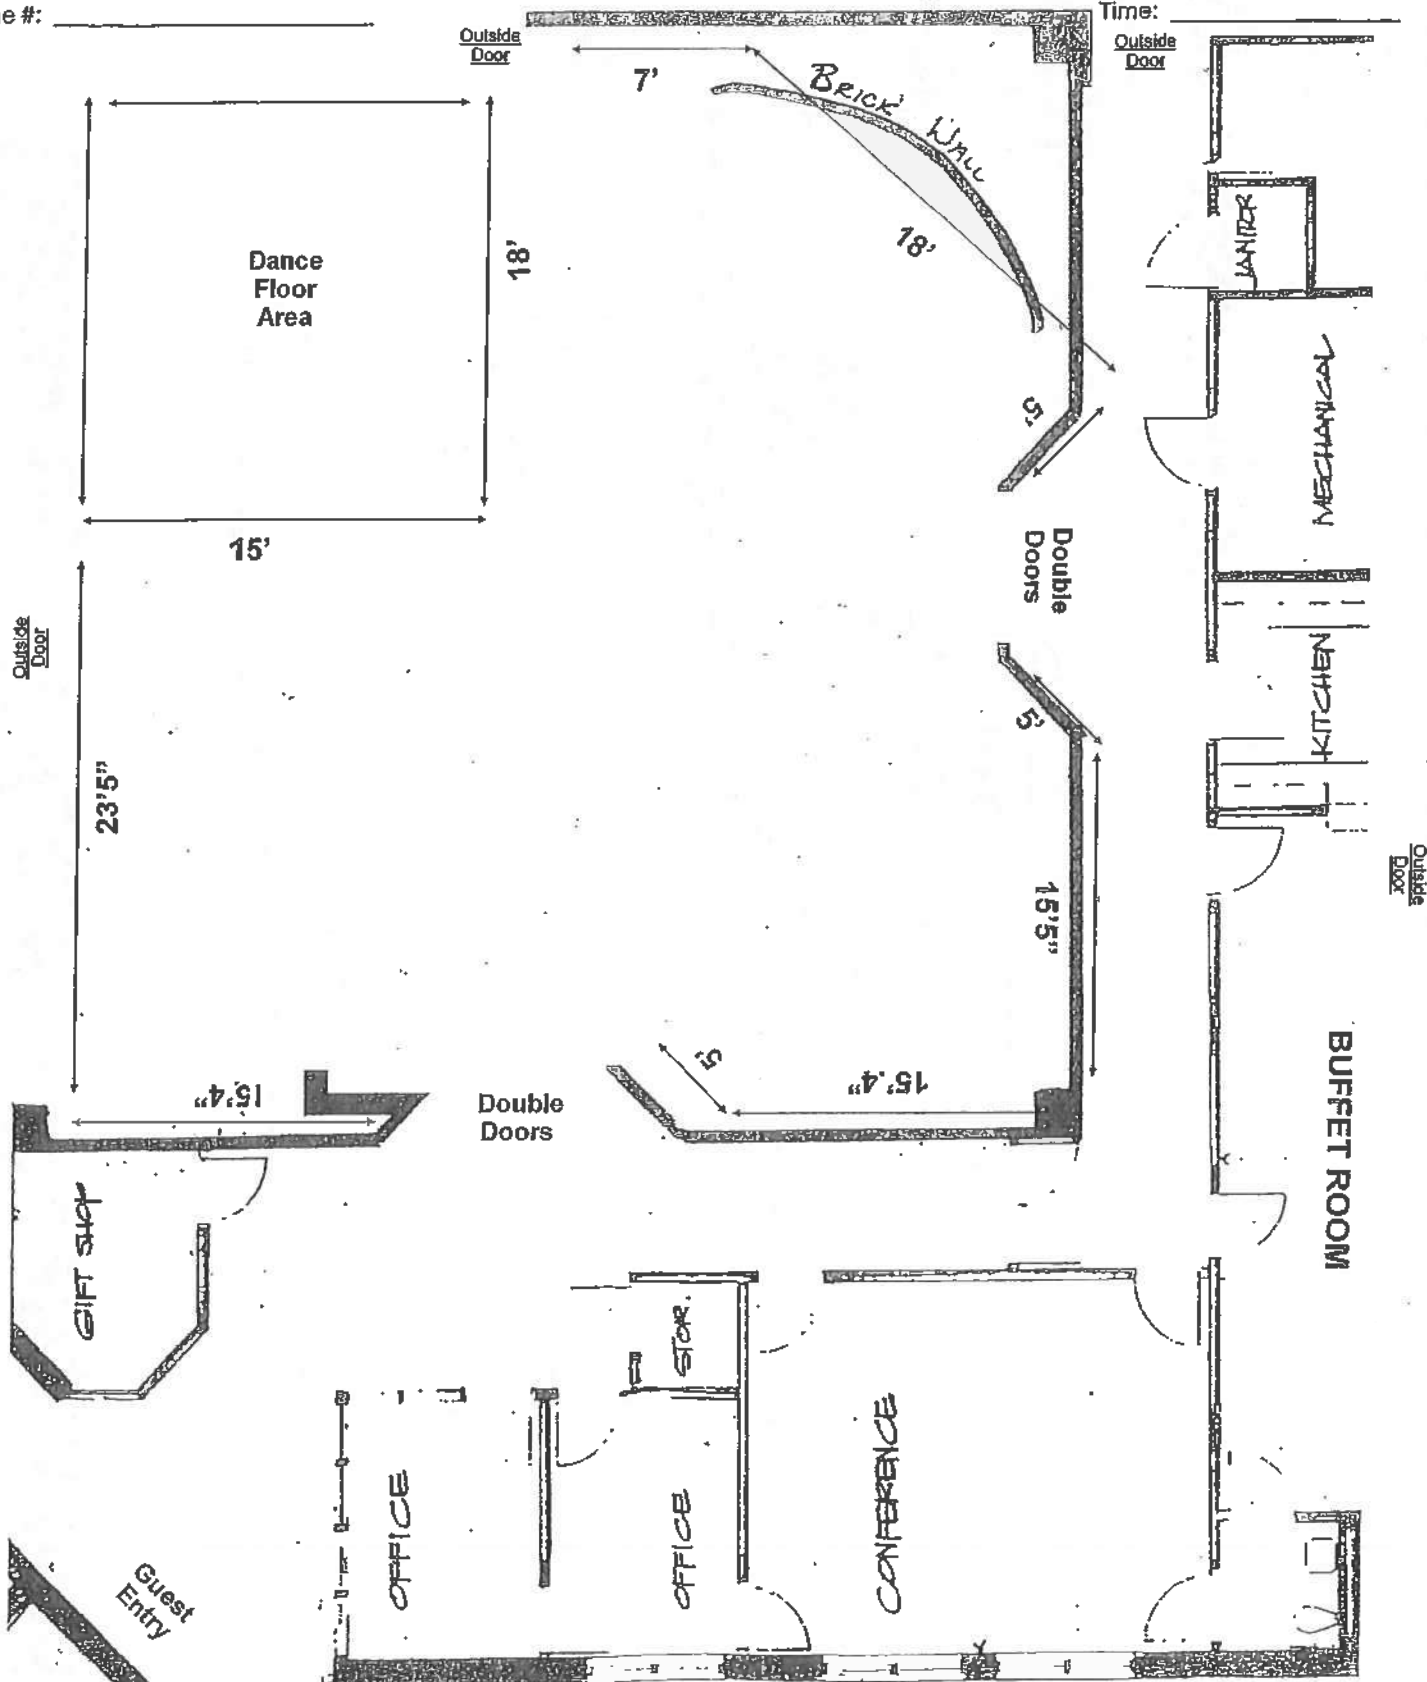 e #:
Time:
Outside
Door
Outside
Door
7'
BRICK WALL
18'
18'
Dance
Floor
Area
JANITOR
MECHANICAL
5'
15'
Double
Doors
Outside
Door
KITCHEN
5'
23'5"
15'5"
Outside
Door
BUFFET ROOM
5'
15'4"
15'.4"
Double
Doors
GIFT SHOP
STOR.
OFFICE
OFFICE
CONFERENCE
Guest
Entry